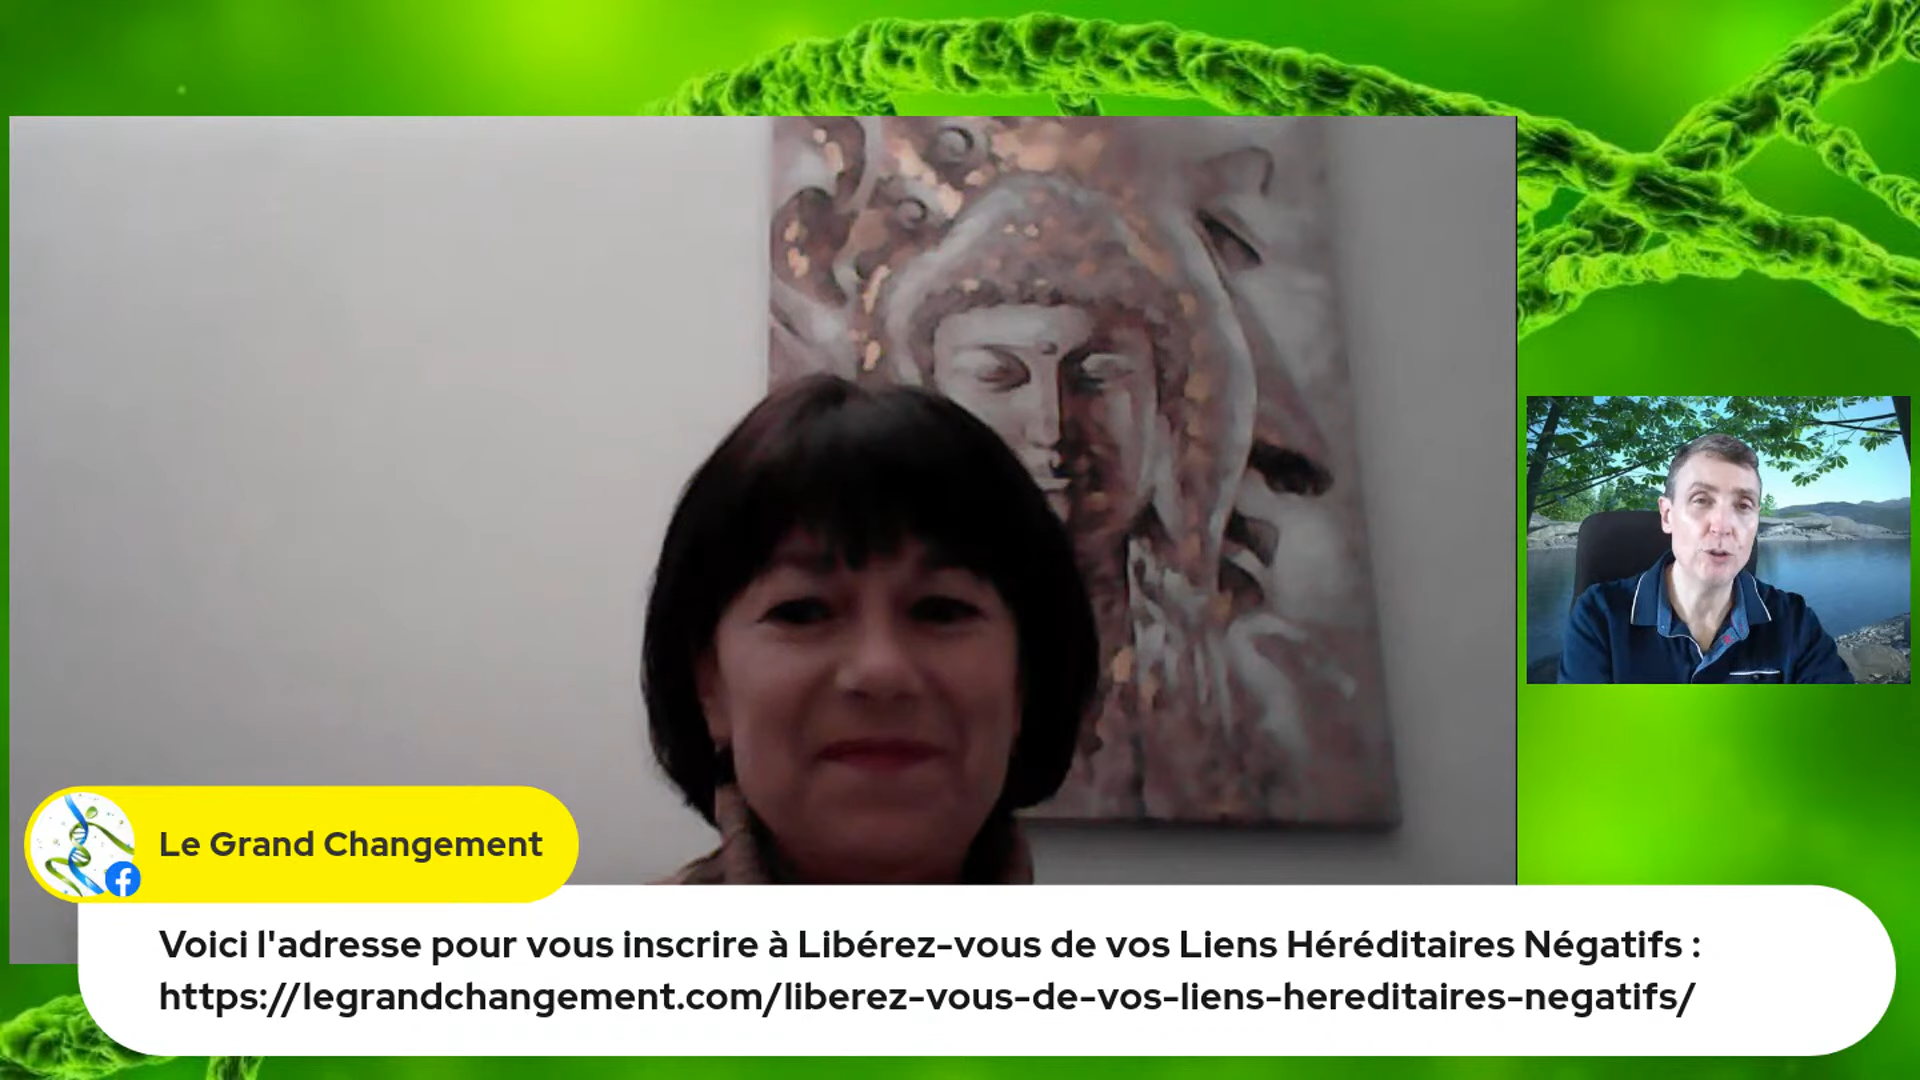 Le Grand Changement
Voici l'adresse pour vous inscrire à Libérez-vous de vos Liens Héréditaires Négatifs :
https://legrandchangement.com/liberez-vous-de-vos-liens-hereditaires-negatifs/